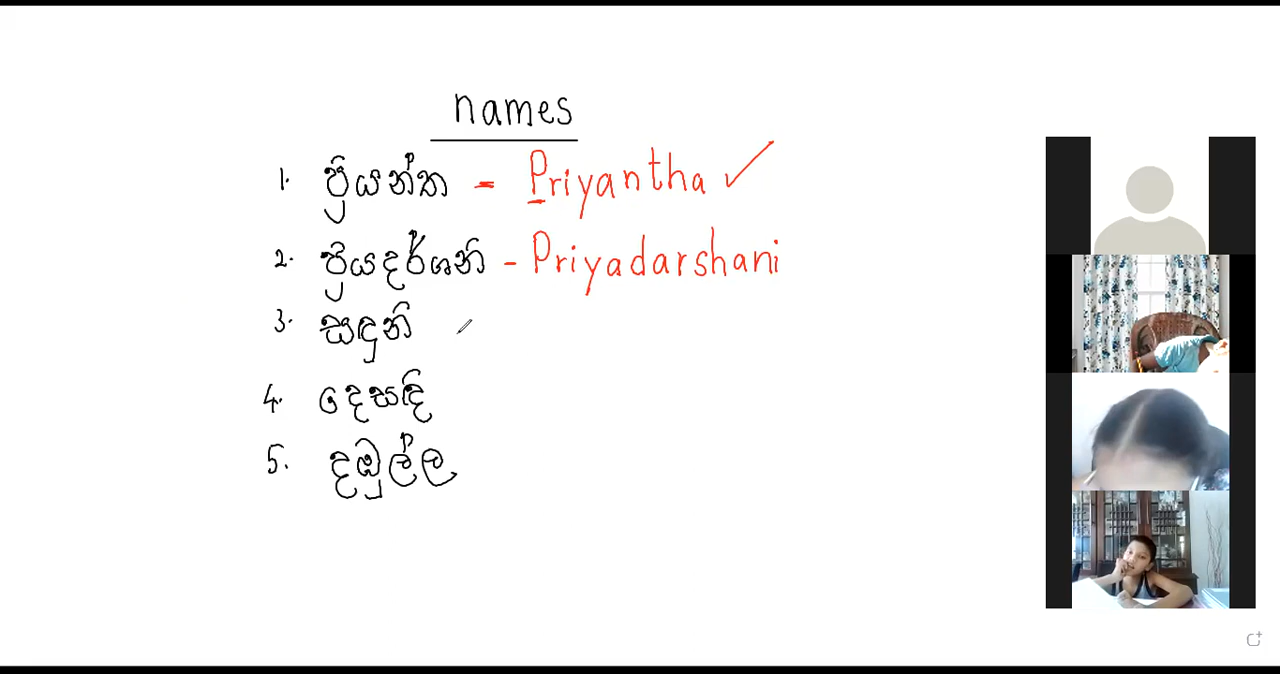 names
1. ප්‍රියන්ත - Priyantha ✓
2. ප්‍රියදර්ශනි - Priyadarshani
3. සඳුනි
4. දෙසඳි
5. දඹුල්ල